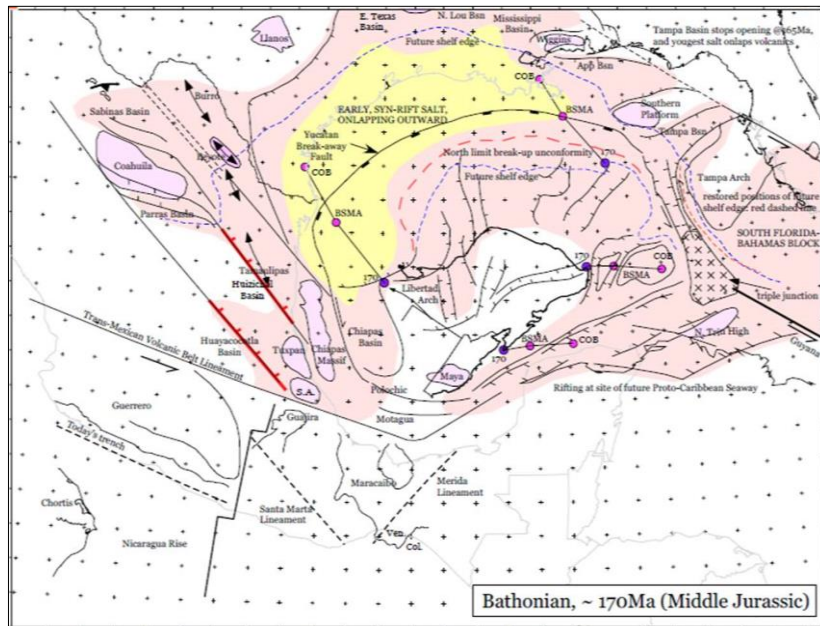 E. Texas
Basin
N. Lou Bsn
Mississippi
Basin
Llanos
Future shelf edge
Wiggins
Tampa Basin stops opening @165Ma,
and yougest salt onlaps volcanics
App Bsn
COB
Burro
Sabinas Basin
EARLY, SYN-RIFT SALT,
ONLAPPING OUTWARD
BSMA
Southern
Platform
Tampa Bsn
Yucatan
Break-away
Fault
Coahuila
COB
North limit break-up unconformity
170
Future shelf edge
Tampa Arch
restored positions of future
shelf edge: red dashed line
Parras Basin
BSMA
SOUTH FLORIDA-
BAHAMAS BLOCK
Tamaulipas
Huizichal
Basin
170
Libertad
Arch
170
BSMA
COB
triple junction
Trans-Mexican Volcanic Belt Lineament
Huayacocotla
Basin
Tuxpan
Chiapas
Massif
Chiapas
Basin
N. Trin High
Guyana
BSMA
COB
170
Maya
S.A.
Polochic
Motagua
Rifting at site of future Proto-Caribbean Seaway
Guerrero
Guajira
Today's trench
Maracaibo
Merida
Lineament
Chortis
Santa Marta
Lineament
Nicaragua Rise
Ven.
Col.
Bathonian, ~ 170Ma (Middle Jurassic)